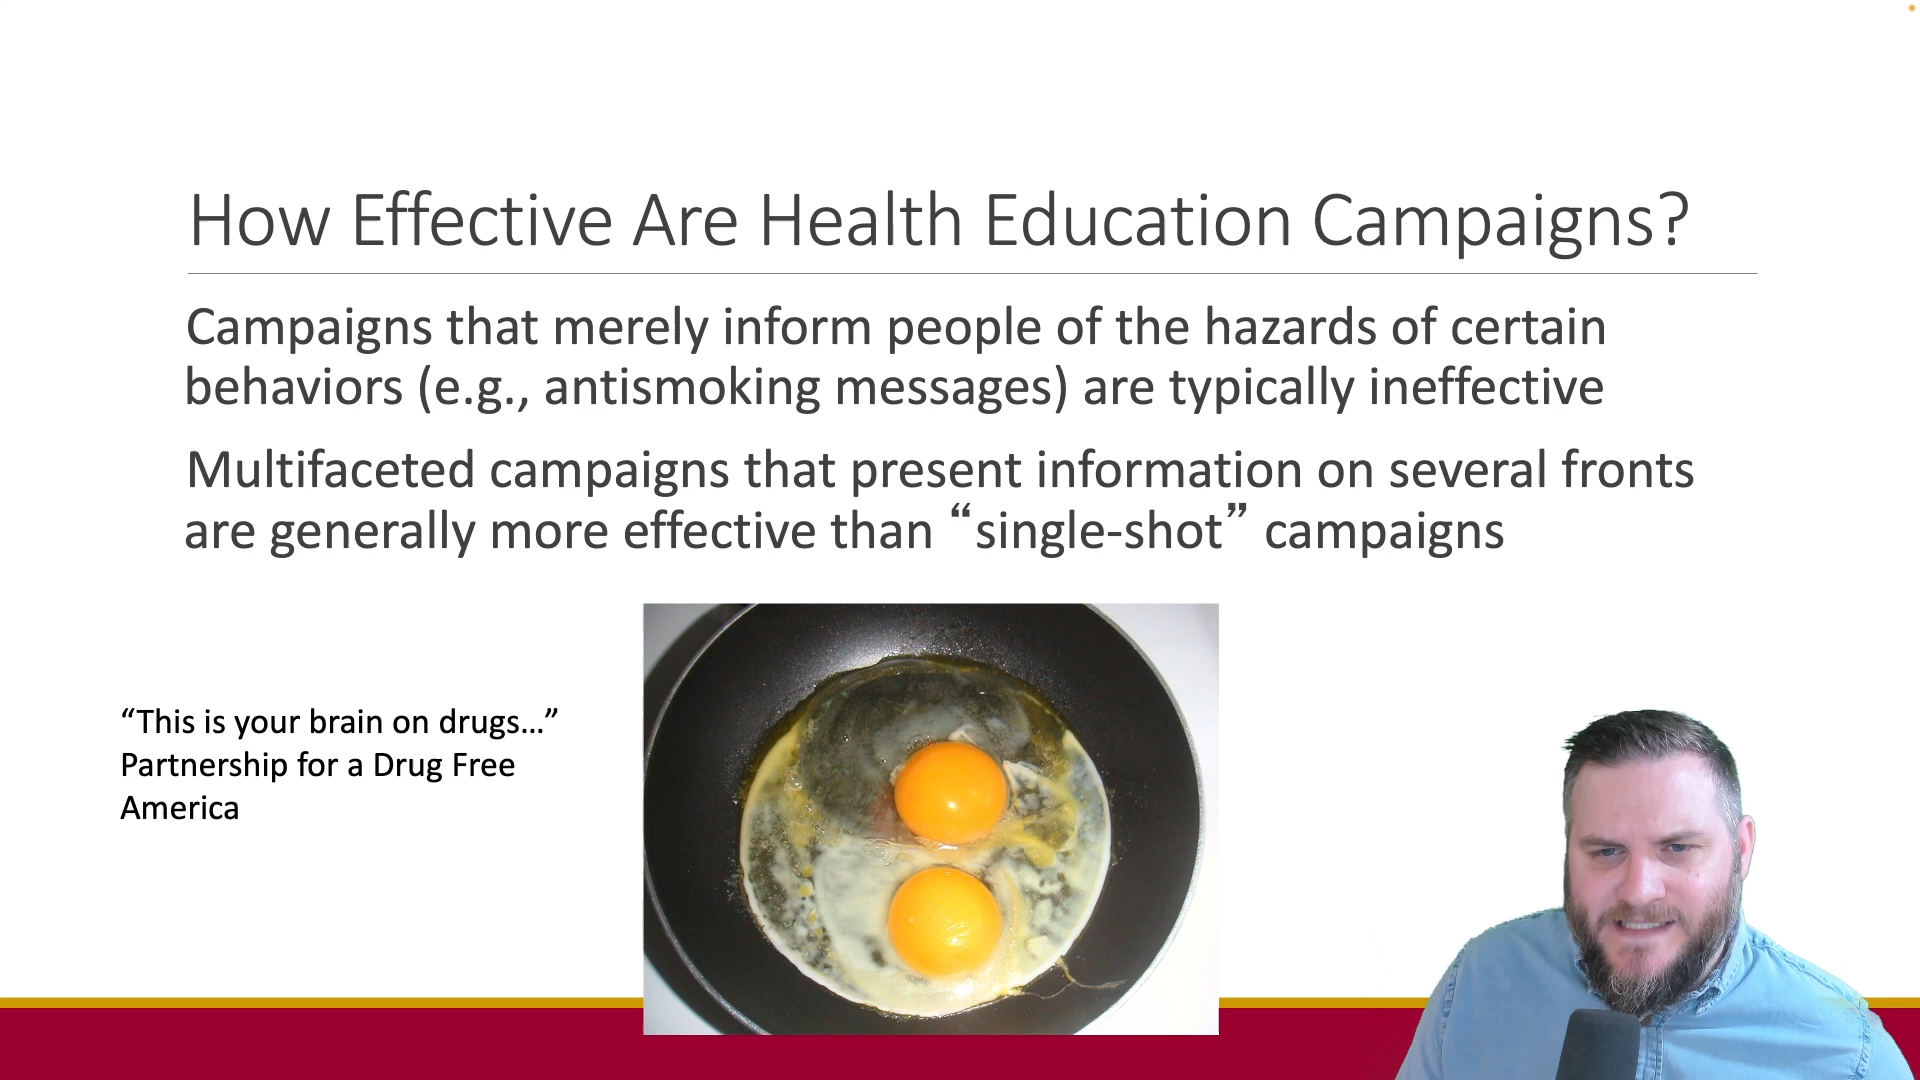 How Effective Are Health Education Campaigns?
Campaigns that merely inform people of the hazards of certain
behaviors (e.g., antismoking messages) are typically ineffective
Multifaceted campaigns that present information on several fronts
are generally more effective than “single-shot” campaigns
“This is your brain on drugs…”
Partnership for a Drug Free
America